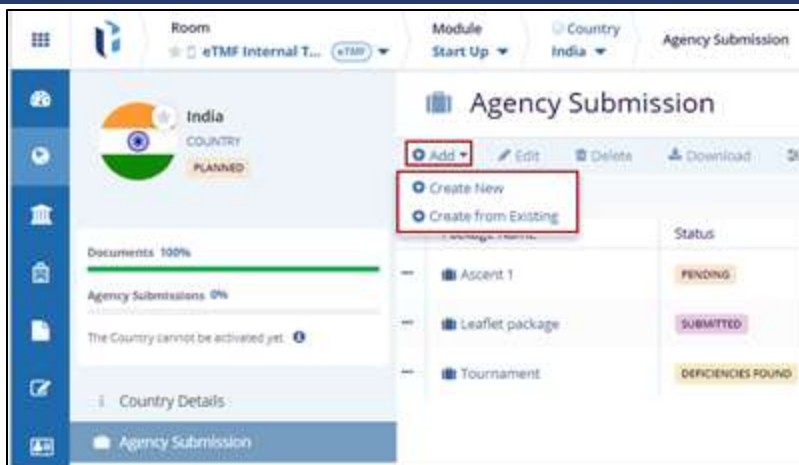 Room
eTMF Internal T... eTMF
Module
Start Up
Country
India
Agency Submission
India
COUNTRY
PLANNED
Documents 100%
Agency Submissions 0%
The Country cannot be activated yet
Country Details
Agency Submission
Agency Submission
Add
Edit
Delete
Download
Create New
Create from Existing
Package Name
Status
Ascent 1
PENDING
Leaflet package
SUBMITTED
Tournament
DEFICIENCIES FOUND